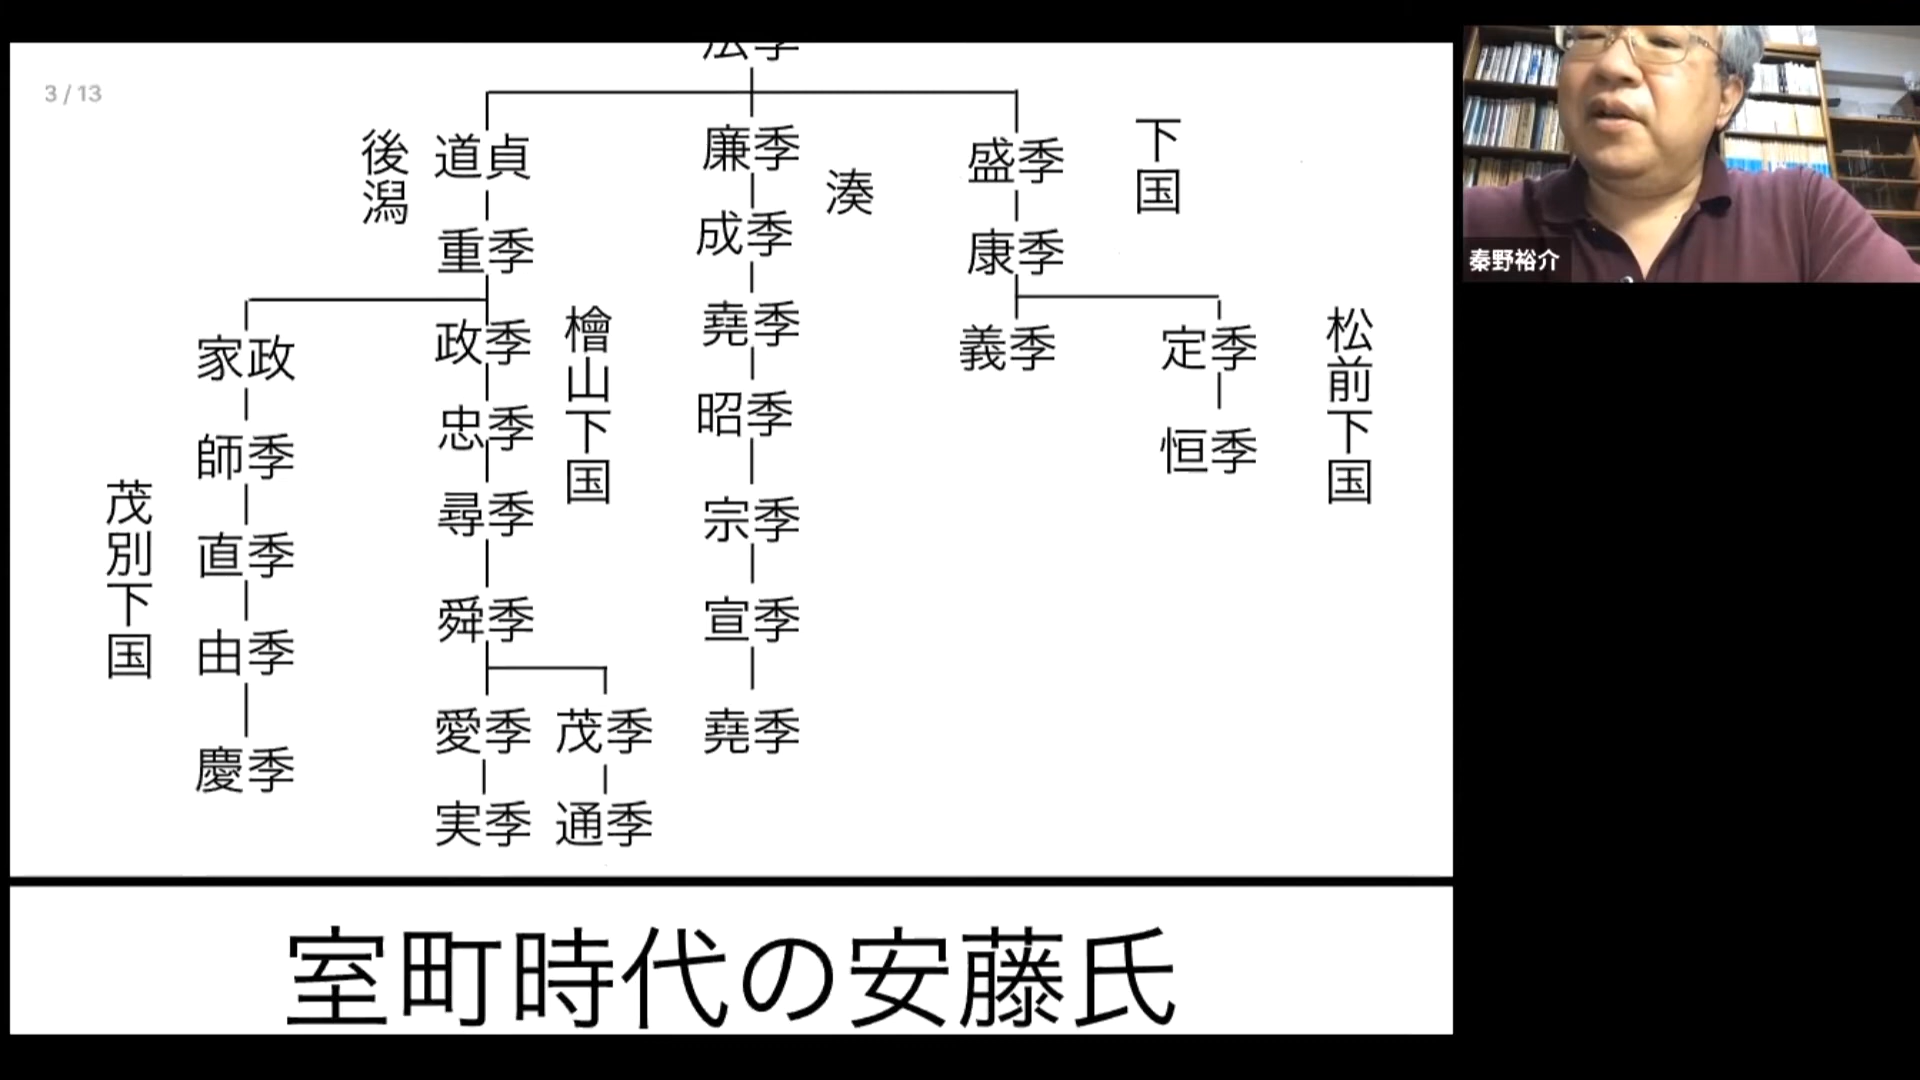 3 / 13
法季
道貞
廉季
盛季
下国
後潟
湊
重季
成季
康季
家政
政季
檜山下国
堯季
義季
定季
松前下国
師季
忠季
昭季
恒季
茂別下国
直季
尋季
宗季
由季
舜季
宣季
慶季
愛季
茂季
堯季
実季
通季
室町時代の安藤氏
秦野裕介